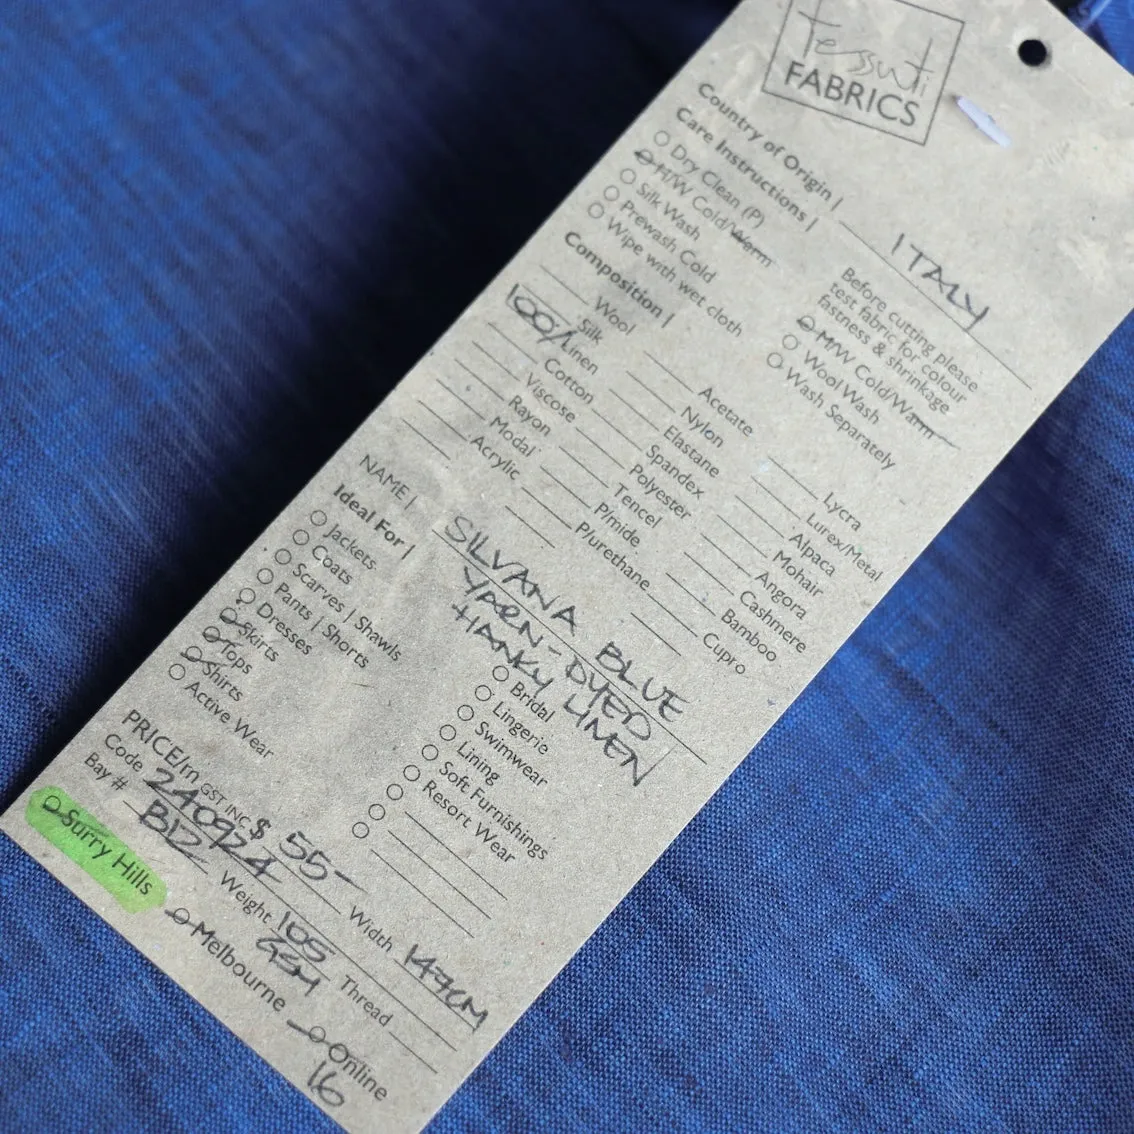 Tessuti
FABRICS
Country of Origin | ITALY
Care Instructions |
Dry Clean (P)
H/W Cold/Warm
Silk Wash
Prewash Cold
Wipe with wet cloth
Before cutting please
test fabric for colour
fastness & shrinkage
M/W Cold/Warm
Wool Wash
Wash Separately
Composition |
Wool
Silk
100% Linen
Cotton
Viscose
Rayon
Modal
Acrylic
Acetate
Nylon
Elastane
Spandex
Polyester
Tencel
P/mide
P/urethane
Lycra
Lurex/Metal
Alpaca
Mohair
Angora
Cashmere
Bamboo
Cupro
NAME | SILVANA BLUE
YARN-DYED
HANKY LINEN
Ideal For |
Jackets
Coats
Scarves | Shawls
Pants | Shorts
Dresses
Skirts
Tops
Shirts
Active Wear
Bridal
Lingerie
Swimwear
Lining
Soft Furnishings
Resort Wear
PRICE/m GST INC $ 55-
Code 240924 Width 147CM
Bay # B12 Weight 105 GSM Thread
Surry Hills Melbourne Online
16